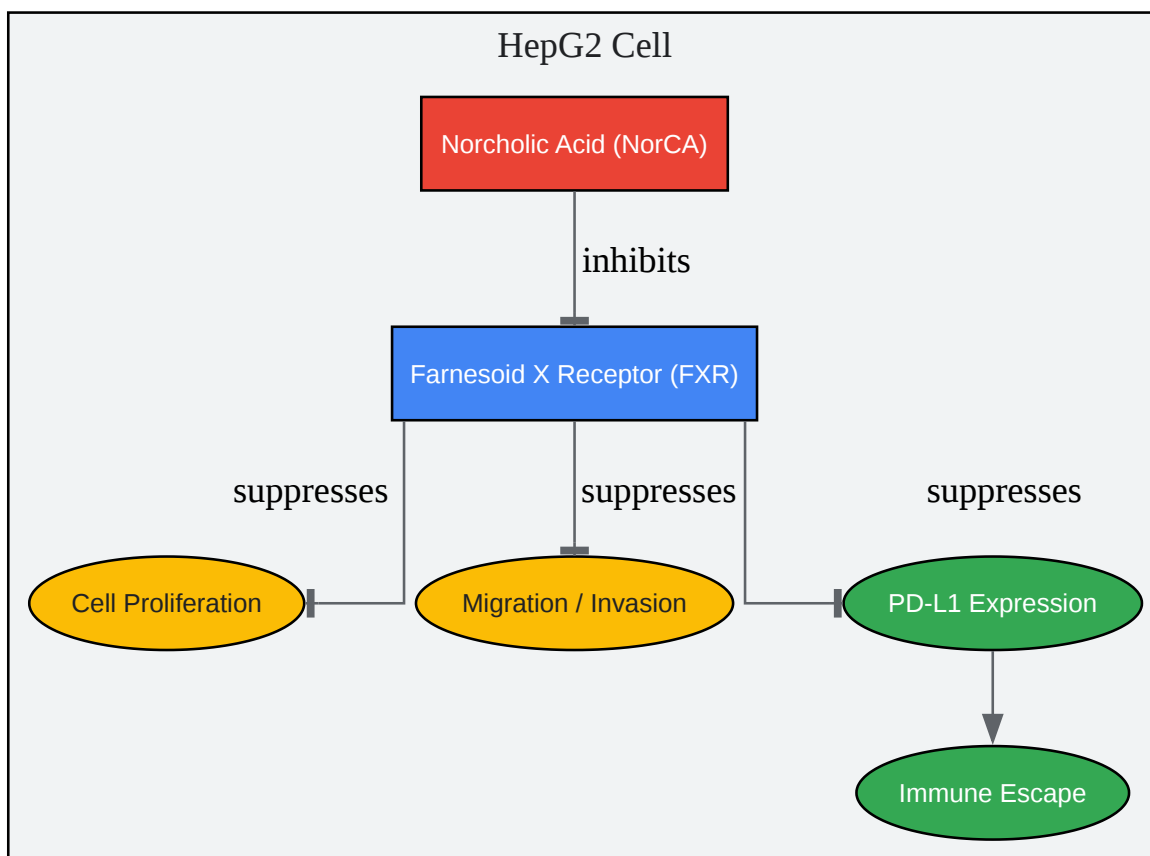 HepG2 Cell
Norcholic Acid (NorCA)
inhibits
Farnesoid X Receptor (FXR)
suppresses
suppresses
suppresses
Cell Proliferation
Migration / Invasion
PD-L1 Expression
Immune Escape